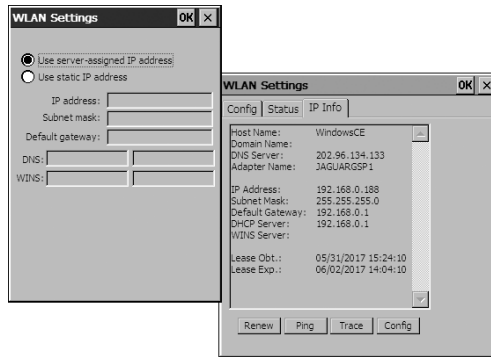 WLAN Settings OK ×
Use server-assigned IP address
Use static IP address
IP address:
Subnet mask:
Default gateway:
DNS:
WINS:
WLAN Settings OK ×
Config Status IP Info
Host Name: WindowsCE
Domain Name:
DNS Server: 202.96.134.133
Adapter Name: JAGUARGSP1
IP Address: 192.168.0.188
Subnet Mask: 255.255.255.0
Default Gateway: 192.168.0.1
DHCP Server: 192.168.0.1
WINS Server:
Lease Obt.: 05/31/2017 15:24:10
Lease Exp.: 06/02/2017 14:04:10
Renew Ping Trace Config